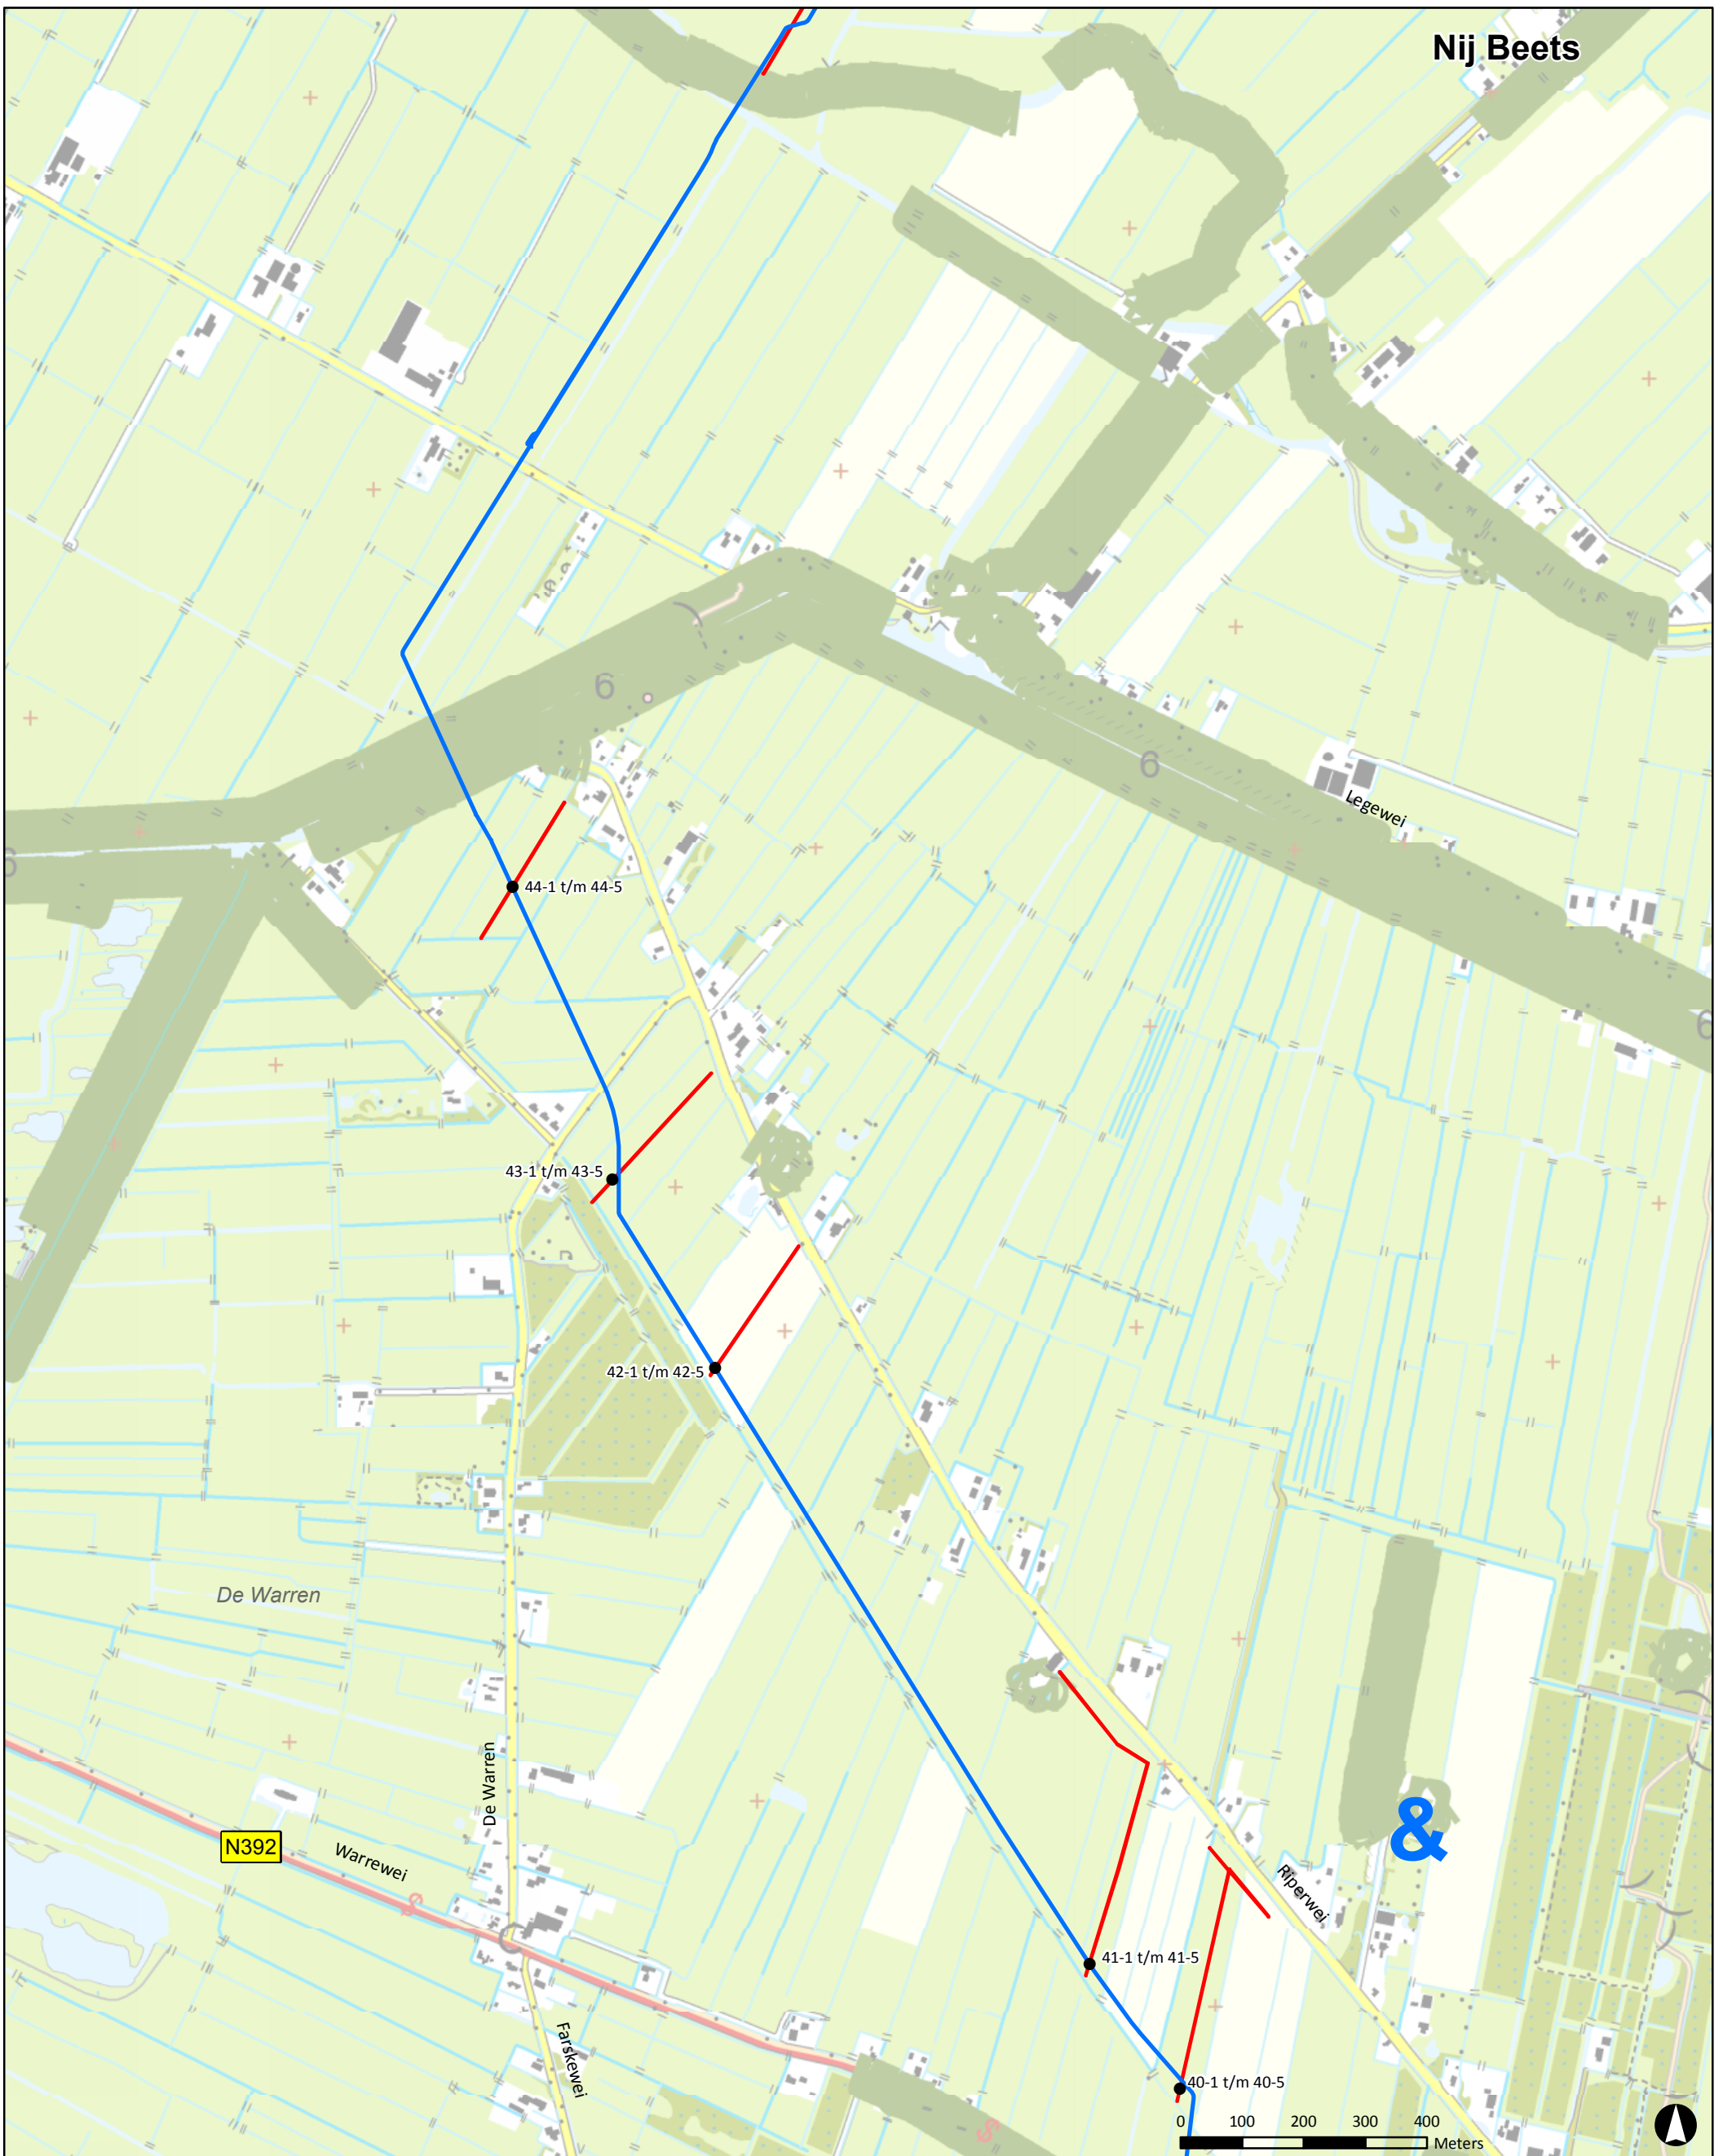 Nij Beets
6
6
Legewei
6
44-1 t/m 44-5
6
43-1 t/m 43-5
42-1 t/m 42-5
De Warren
De Warren
&
N392
Warrewei
Riperwei
41-1 t/m 41-5
Farskewei
40-1 t/m 40-5
0 100 200 300 400
Meters